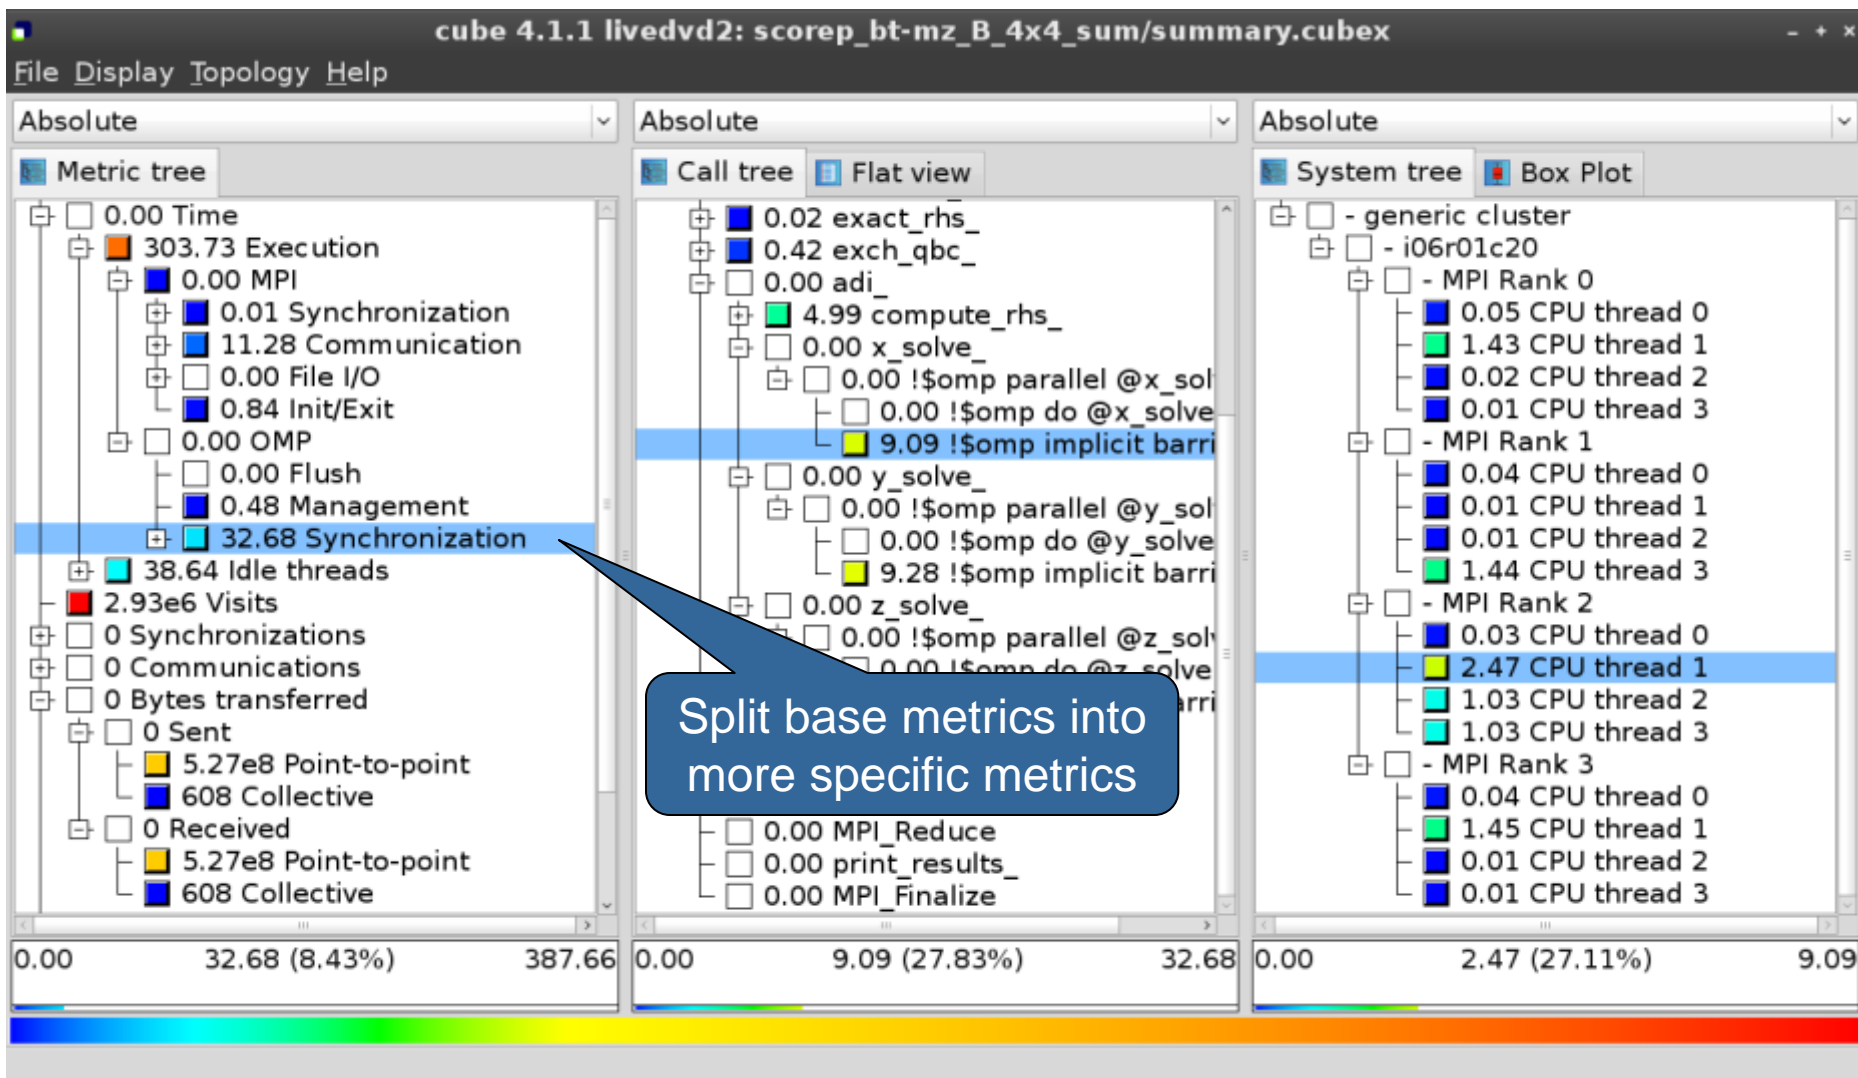 cube 4.1.1 livedvd2: scorep_bt-mz_B_4x4_sum/summary.cubex
File Display Topology Help
Absolute
Metric tree
0.00 Time
303.73 Execution
0.00 MPI
0.01 Synchronization
11.28 Communication
0.00 File I/O
0.84 Init/Exit
0.00 OMP
0.00 Flush
0.48 Management
32.68 Synchronization
38.64 Idle threads
2.93e6 Visits
0 Synchronizations
0 Communications
0 Bytes transferred
0 Sent
5.27e8 Point-to-point
608 Collective
0 Received
5.27e8 Point-to-point
608 Collective
0.00 32.68 (8.43%) 387.66
Absolute
Call tree Flat view
0.02 exact_rhs_
0.42 exch_qbc_
0.00 adi_
4.99 compute_rhs_
0.00 x_solve_
0.00 !$omp parallel @x_sol
0.00 !$omp do @x_solve
9.09 !$omp implicit barri
0.00 y_solve_
0.00 !$omp parallel @y_sol
0.00 !$omp do @y_solve
9.28 !$omp implicit barri
0.00 z_solve_
0.00 !$omp parallel @z_solv
0.00 !$omp do @z_solve
arri
Split base metrics into
more specific metrics
0.00 MPI_Reduce
0.00 print_results_
0.00 MPI_Finalize
0.00 9.09 (27.83%) 32.68
Absolute
System tree Box Plot
- generic cluster
- i06r01c20
- MPI Rank 0
0.05 CPU thread 0
1.43 CPU thread 1
0.02 CPU thread 2
0.01 CPU thread 3
- MPI Rank 1
0.04 CPU thread 0
0.01 CPU thread 1
0.01 CPU thread 2
1.44 CPU thread 3
- MPI Rank 2
0.03 CPU thread 0
2.47 CPU thread 1
1.03 CPU thread 2
1.03 CPU thread 3
- MPI Rank 3
0.04 CPU thread 0
1.45 CPU thread 1
0.01 CPU thread 2
0.01 CPU thread 3
0.00 2.47 (27.11%) 9.09